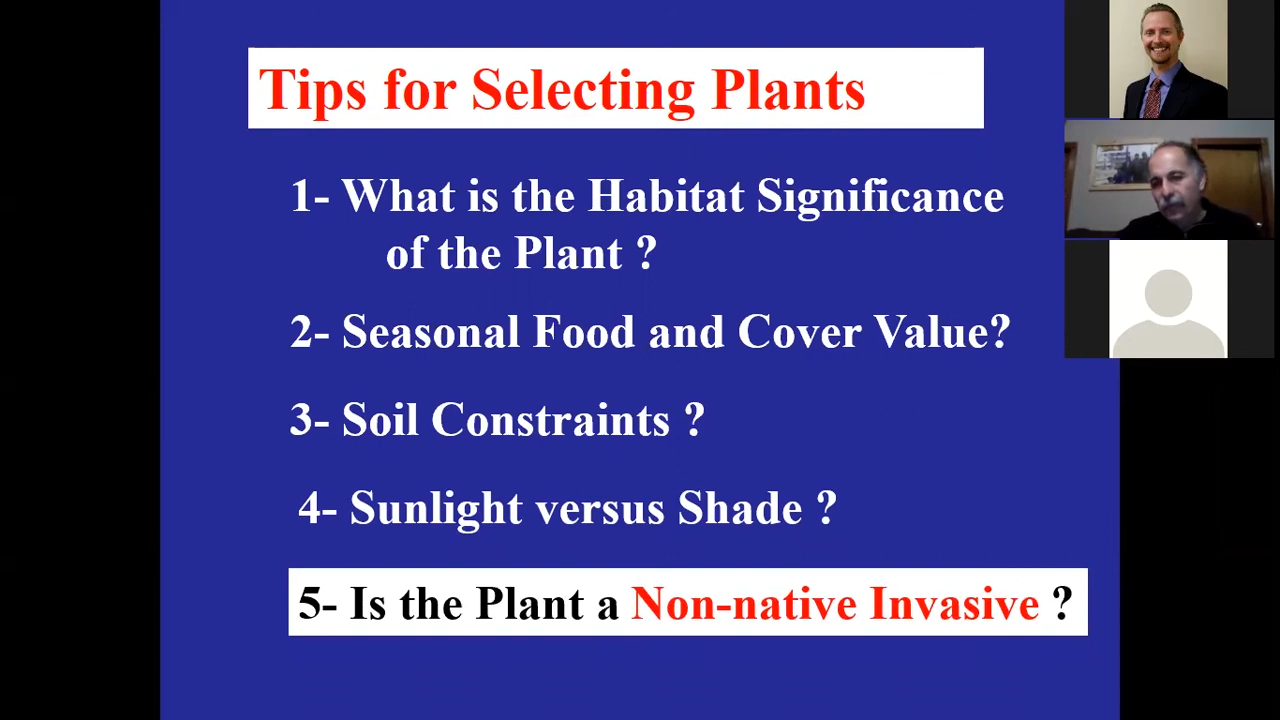 Tips for Selecting Plants
1- What is the Habitat Significance
of the Plant ?
2- Seasonal Food and Cover Value?
3- Soil Constraints ?
4- Sunlight versus Shade ?
5- Is the Plant a Non-native Invasive ?